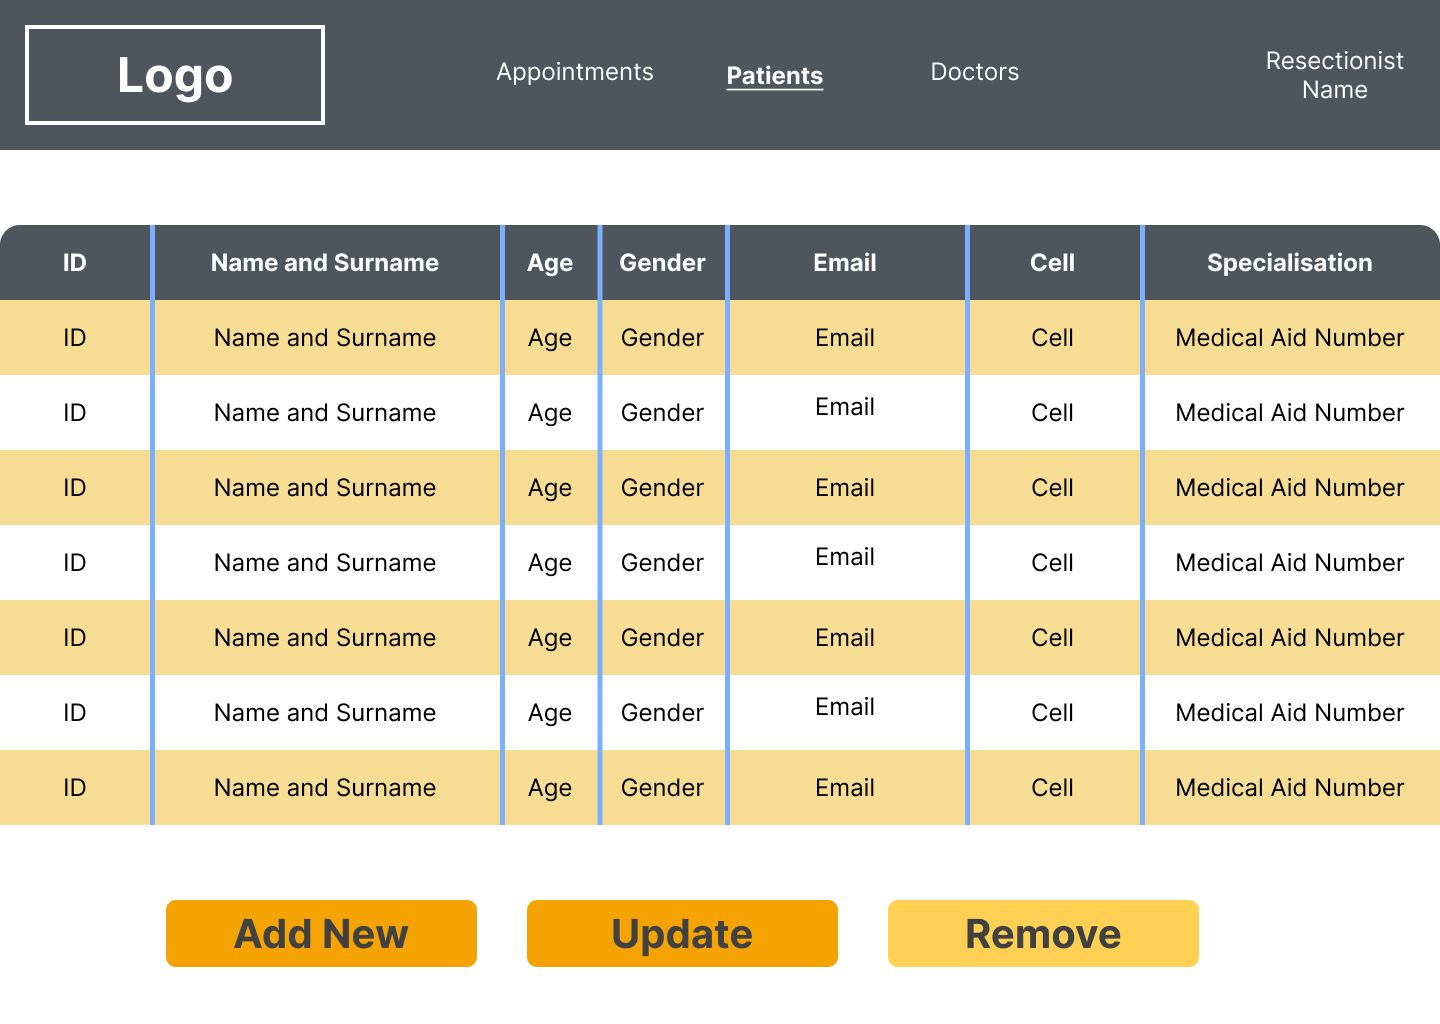 Logo
Appointments
Patients
Doctors
Resectionist
Name
ID Name and Surname Age Gender Email Cell Specialisation
ID Name and Surname Age Gender Email Cell Medical Aid Number
ID Name and Surname Age Gender Email Cell Medical Aid Number
ID Name and Surname Age Gender Email Cell Medical Aid Number
ID Name and Surname Age Gender Email Cell Medical Aid Number
ID Name and Surname Age Gender Email Cell Medical Aid Number
ID Name and Surname Age Gender Email Cell Medical Aid Number
ID Name and Surname Age Gender Email Cell Medical Aid Number
Add New
Update
Remove